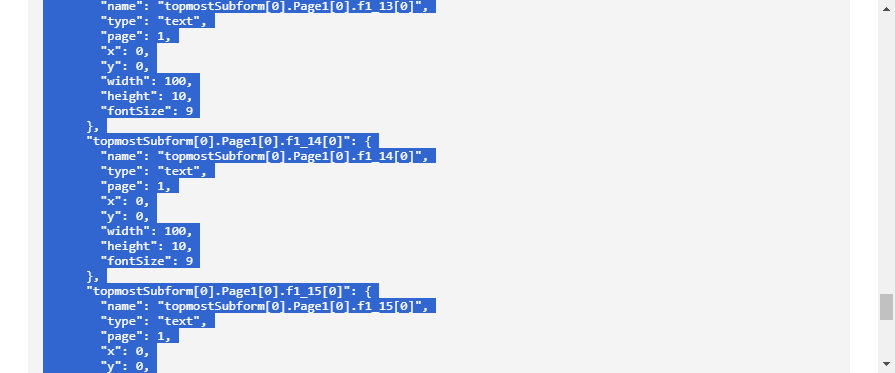 "name": "topmostSubform[0].Page1[0].f1_13[0]",
"type": "text",
"page": 1,
"x": 0,
"y": 0,
"width": 100,
"height": 10,
"fontSize": 9
},
"topmostSubform[0].Page1[0].f1_14[0]": {
"name": "topmostSubform[0].Page1[0].f1_14[0]",
"type": "text",
"page": 1,
"x": 0,
"y": 0,
"width": 100,
"height": 10,
"fontSize": 9
},
"topmostSubform[0].Page1[0].f1_15[0]": {
"name": "topmostSubform[0].Page1[0].f1_15[0]",
"type": "text",
"page": 1,
"x": 0,
"y": 0,